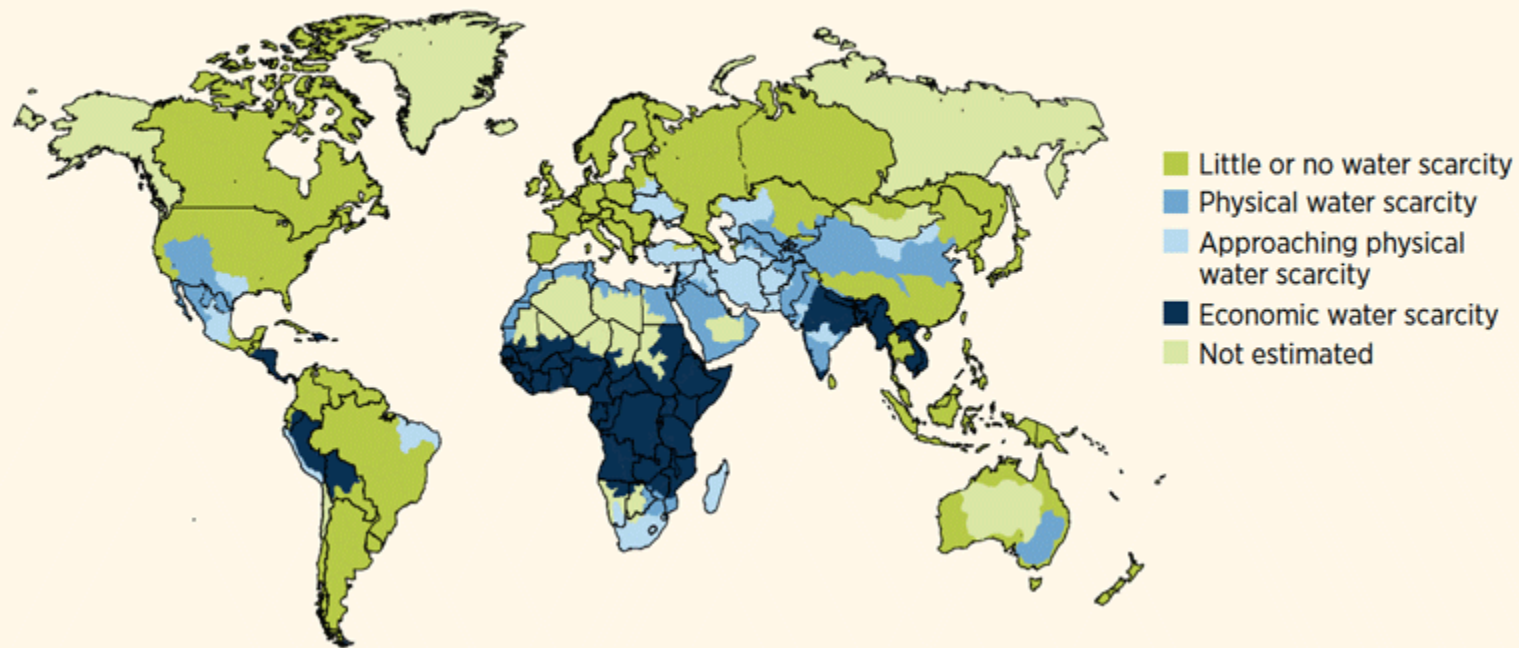 Little or no water scarcity
Physical water scarcity
Approaching physical
water scarcity
Economic water scarcity
Not estimated